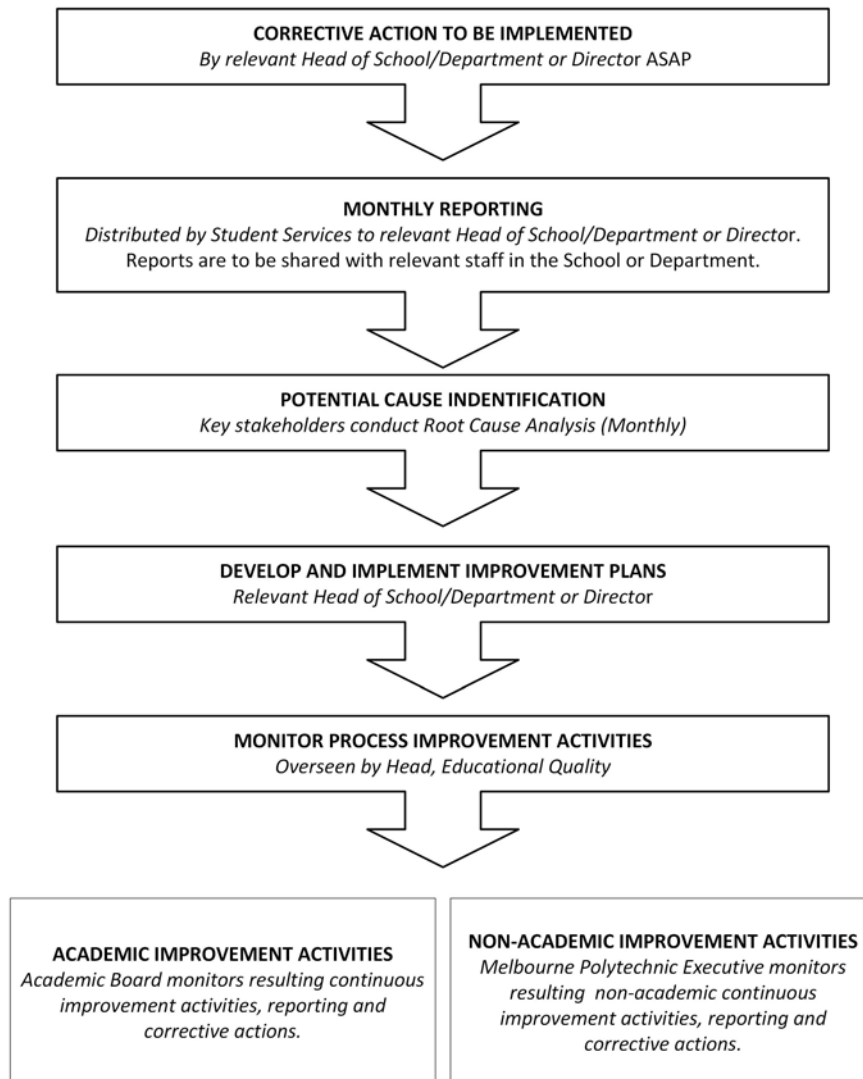 CORRECTIVE ACTION TO BE IMPLEMENTED
By relevant Head of School/Department or Director ASAP
MONTHLY REPORTING
Distributed by Student Services to relevant Head of School/Department or Director.
Reports are to be shared with relevant staff in the School or Department.
POTENTIAL CAUSE INDENTIFICATION
Key stakeholders conduct Root Cause Analysis (Monthly)
DEVELOP AND IMPLEMENT IMPROVEMENT PLANS
Relevant Head of School/Department or Director
MONITOR PROCESS IMPROVEMENT ACTIVITIES
Overseen by Head, Educational Quality
ACADEMIC IMPROVEMENT ACTIVITIES
Academic Board monitors resulting continuous
improvement activities, reporting and
corrective actions.
NON-ACADEMIC IMPROVEMENT ACTIVITIES
Melbourne Polytechnic Executive monitors
resulting non-academic continuous
improvement activities, reporting and
corrective actions.